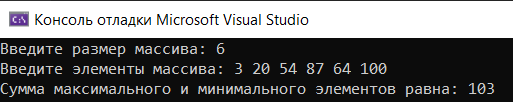 Консоль отладки Microsoft Visual Studio
Введите размер массива: 6
Введите элементы массива: 3 20 54 87 64 100
Сумма максимального и минимального элементов равна: 103